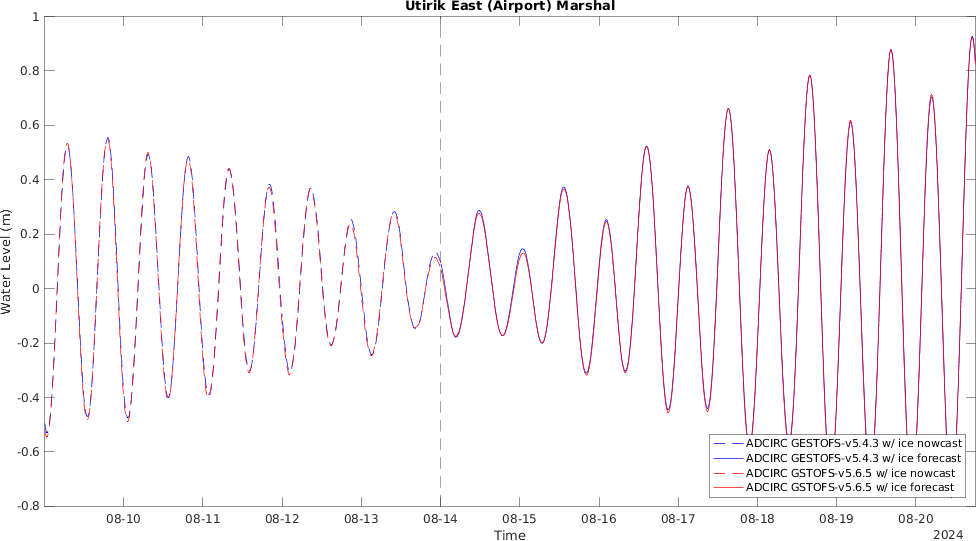 Utirik East (Airport) Marshal
1
0.8
0.6
0.4
0.2
0
-0.2
-0.4
-0.6
-0.8
Water Level (m)
ADCIRC GESTOFS-v5.4.3 w/ ice nowcast
ADCIRC GESTOFS-v5.4.3 w/ ice forecast
ADCIRC GSTOFS-v5.6.5 w/ ice nowcast
ADCIRC GSTOFS-v5.6.5 w/ ice forecast
08-10 08-11 08-12 08-13 08-14 08-15 08-16 08-17 08-18 08-19 08-20
Time
2024